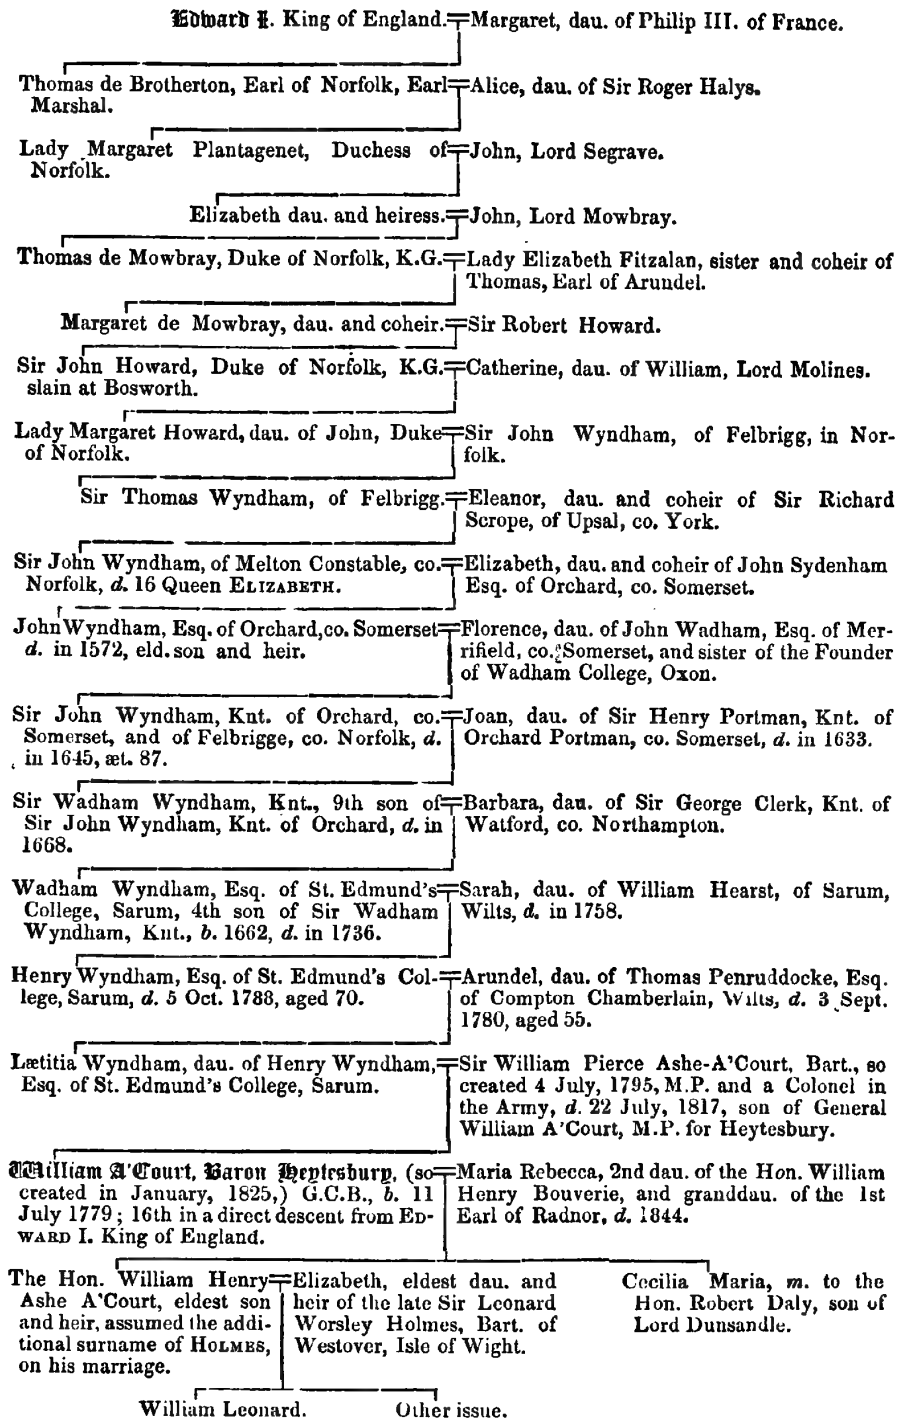 Edward I. King of England.╤Margaret, dau. of Philip III. of France.
Thomas de Brotherton, Earl of Norfolk, Earl╤Alice, dau. of Sir Roger Halys.
Marshal.
Lady Margaret Plantagenet, Duchess of╤John, Lord Segrave.
Norfolk.
Elizabeth dau. and heiress.╤John, Lord Mowbray.
Thomas de Mowbray, Duke of Norfolk, K.G.╤Lady Elizabeth Fitzalan, sister and coheir of
Thomas, Earl of Arundel.
Margaret de Mowbray, dau. and coheir.╤Sir Robert Howard.
Sir John Howard, Duke of Norfolk, K.G.╤Catherine, dau. of William, Lord Molines.
slain at Bosworth.
Lady Margaret Howard, dau. of John, Duke╤Sir John Wyndham, of Felbrigg, in Nor-
of Norfolk.
folk.
Sir Thomas Wyndham, of Felbrigg.╤Eleanor, dau. and coheir of Sir Richard
Scrope, of Upsal, co. York.
Sir John Wyndham, of Melton Constable, co.╤Elizabeth, dau. and coheir of John Sydenham
Norfolk, d. 16 Queen ELIZABETH.
Esq. of Orchard, co. Somerset.
John Wyndham, Esq. of Orchard, co. Somerset╤Florence, dau. of John Wadham, Esq. of Mer-
d. in 1572, eld. son and heir.
rifield, co. Somerset, and sister of the Founder
of Wadham College, Oxon.
Sir John Wyndham, Knt. of Orchard, co.╤Joan, dau. of Sir Henry Portman, Knt. of
Somerset, and of Felbrigge, co. Norfolk, d.
Orchard Portman, co. Somerset, d. in 1633.
in 1645, æt. 87.
Sir Wadham Wyndham, Knt., 9th son of╤Barbara, dau. of Sir George Clerk, Knt. of
Sir John Wyndham, Knt. of Orchard, d. in
Watford, co. Northampton.
1668.
Wadham Wyndham, Esq. of St. Edmund's╤Sarah, dau. of William Hearst, of Sarum,
College, Sarum, 4th son of Sir Wadham
Wilts, d. in 1758.
Wyndham, Knt., b. 1662, d. in 1736.
Henry Wyndham, Esq. of St. Edmund's Col-╤Arundel, dau. of Thomas Penruddocke, Esq.
lege, Sarum, d. 5 Oct. 1788, aged 70.
of Compton Chamberlain, Wilts, d. 3 Sept.
1780, aged 55.
Lætitia Wyndham, dau. of Henry Wyndham,╤Sir William Pierce Ashe-A'Court, Bart., so
Esq. of St. Edmund's College, Sarum.
created 4 July, 1795, M.P. and a Colonel in
the Army, d. 22 July, 1817, son of General
William A'Court, M.P. for Heytesbury.
William A'Court, Baron Heytesbury, (so╤Maria Rebecca, 2nd dau. of the Hon. William
created in January, 1825,) G.C.B., b. 11
Henry Bouverie, and granddau. of the 1st
July 1779; 16th in a direct descent from ED-
Earl of Radnor, d. 1844.
WARD I. King of England.
The Hon. William Henry╤Elizabeth, eldest dau. and
Ashe A'Court, eldest son
heir of the late Sir Leonard
and heir, assumed the addi-
Worsley Holmes, Bart. of
tional surname of HOLMES,
Westover, Isle of Wight.
on his marriage.
Cecilia Maria, m. to the
Hon. Robert Daly, son of
Lord Dunsandle.
William Leonard.
Other issue.